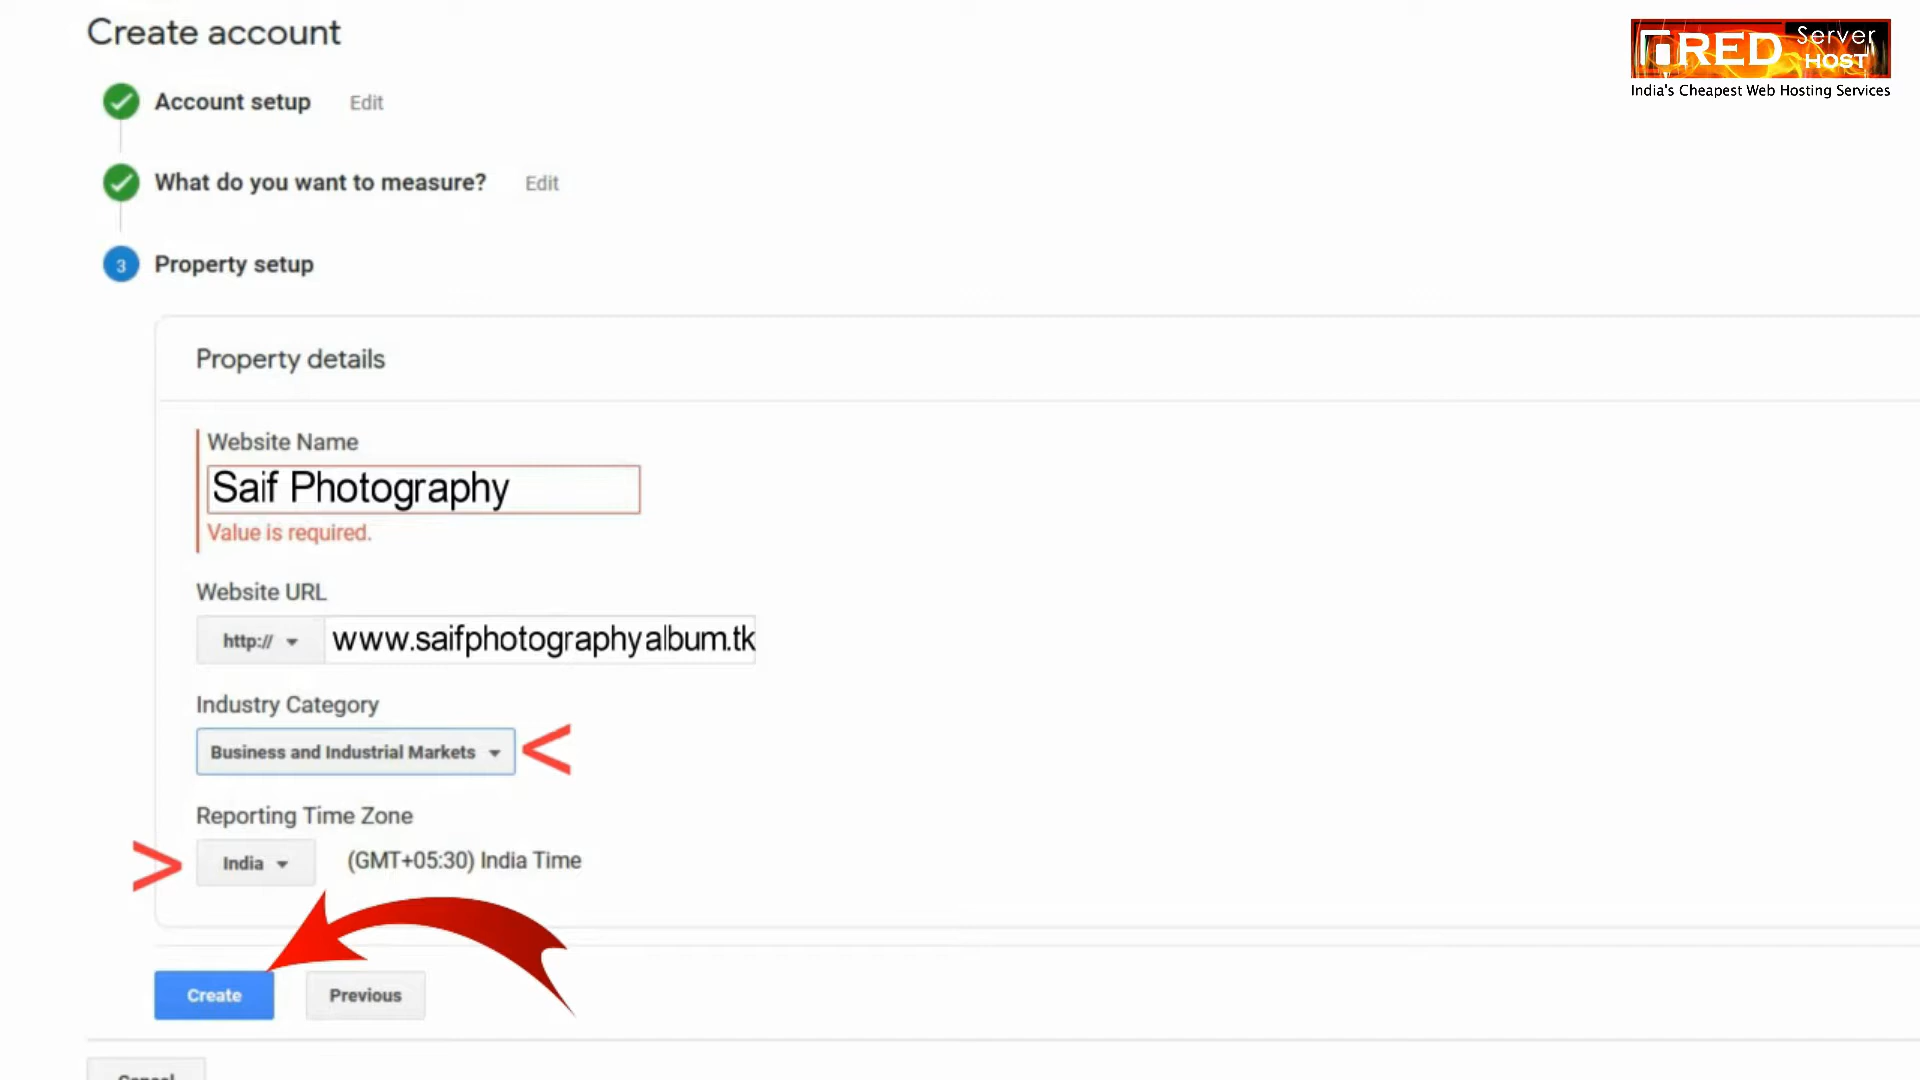 Create account
RED Server HOST
India's Cheapest Web Hosting Services
Account setup Edit
What do you want to measure? Edit
3 Property setup
Property details
Website Name
Saif Photography
Value is required.
Website URL
http:// www.saifphotographyalbum.tk
Industry Category
Business and Industrial Markets
Reporting Time Zone
India (GMT+05:30) India Time
Create Previous
Cancel